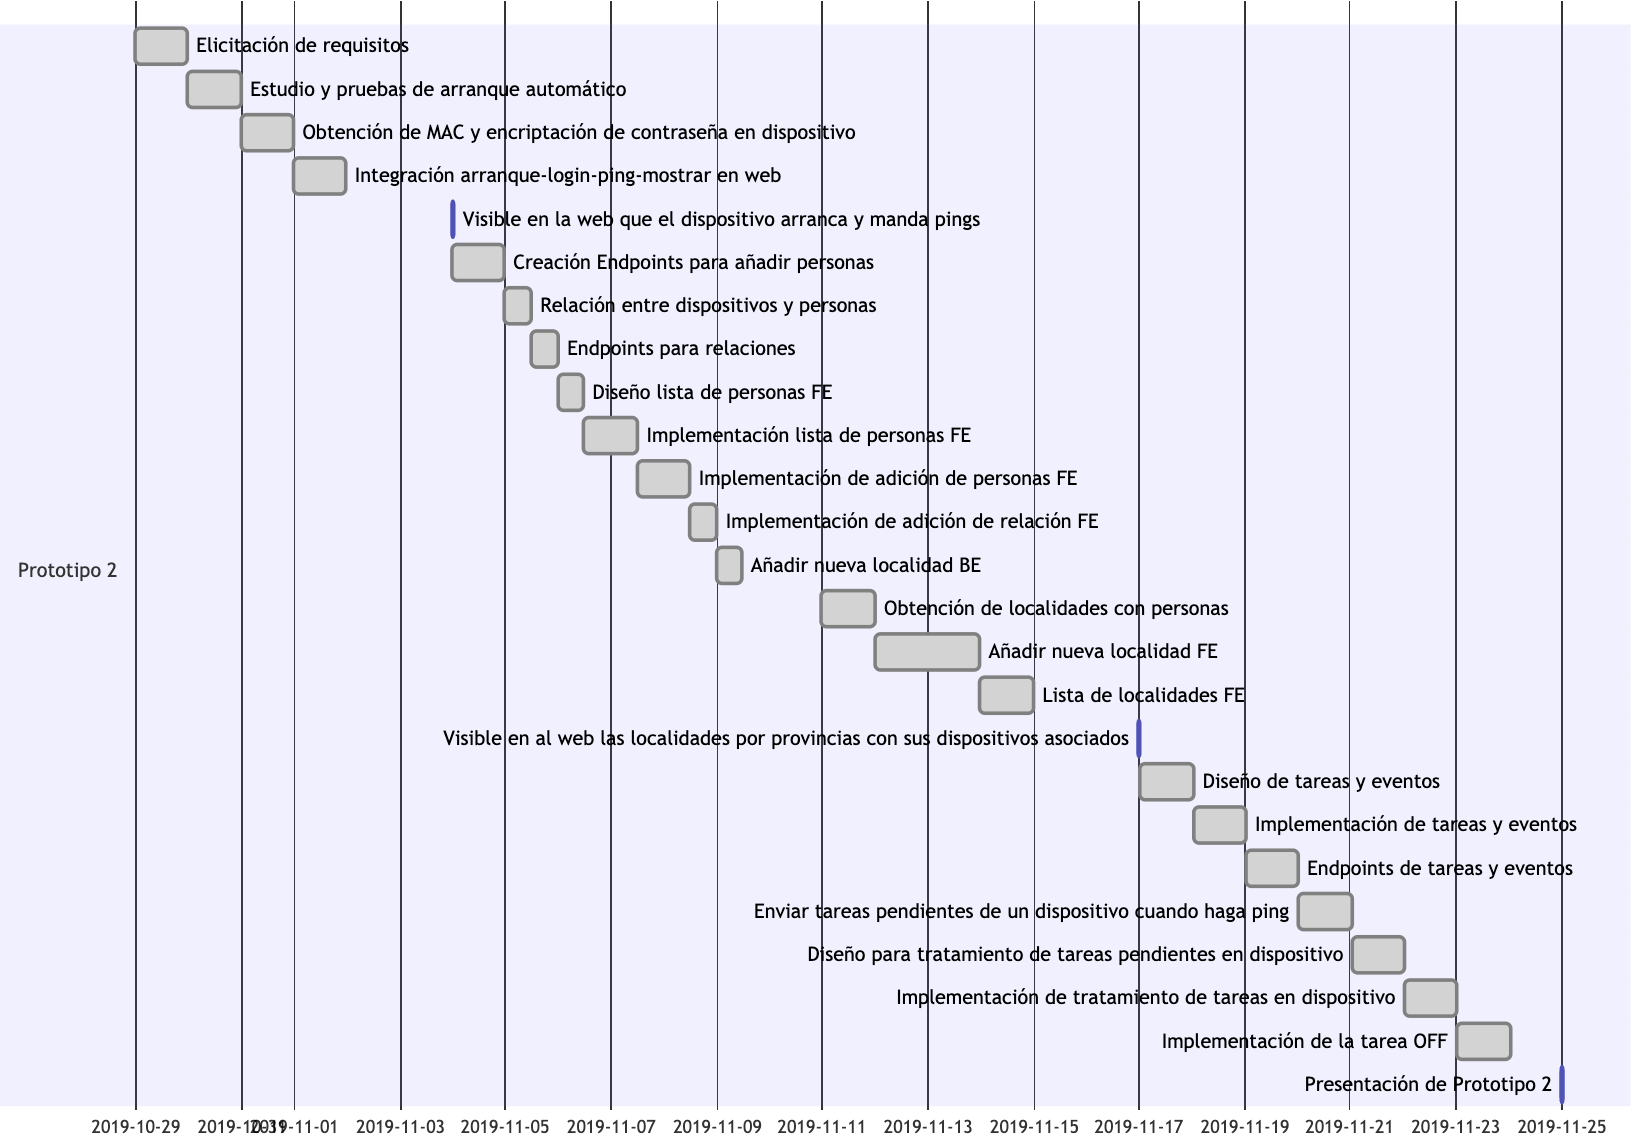 Elicitación de requisitos
Estudio y pruebas de arranque automático
Obtención de MAC y encriptación de contraseña en dispositivo
Integración arranque-login-ping-mostrar en web
Visible en la web que el dispositivo arranca y manda pings
Creación Endpoints para añadir personas
Relación entre dispositivos y personas
Endpoints para relaciones
Diseño lista de personas FE
Implementación lista de personas FE
Implementación de adición de personas FE
Implementación de adición de relación FE
Añadir nueva localidad BE
Prototipo 2
Obtención de localidades con personas
Añadir nueva localidad FE
Lista de localidades FE
Visible en al web las localidades por provincias con sus dispositivos asociados
Diseño de tareas y eventos
Implementación de tareas y eventos
Endpoints de tareas y eventos
Enviar tareas pendientes de un dispositivo cuando haga ping
Diseño para tratamiento de tareas pendientes en dispositivo
Implementación de tratamiento de tareas en dispositivo
Implementación de la tarea OFF
Presentación de Prototipo 2
2019-10-29 2019-10-31 2019-11-01 2019-11-03 2019-11-05 2019-11-07 2019-11-09 2019-11-11 2019-11-13 2019-11-15 2019-11-17 2019-11-19 2019-11-21 2019-11-23 2019-11-25